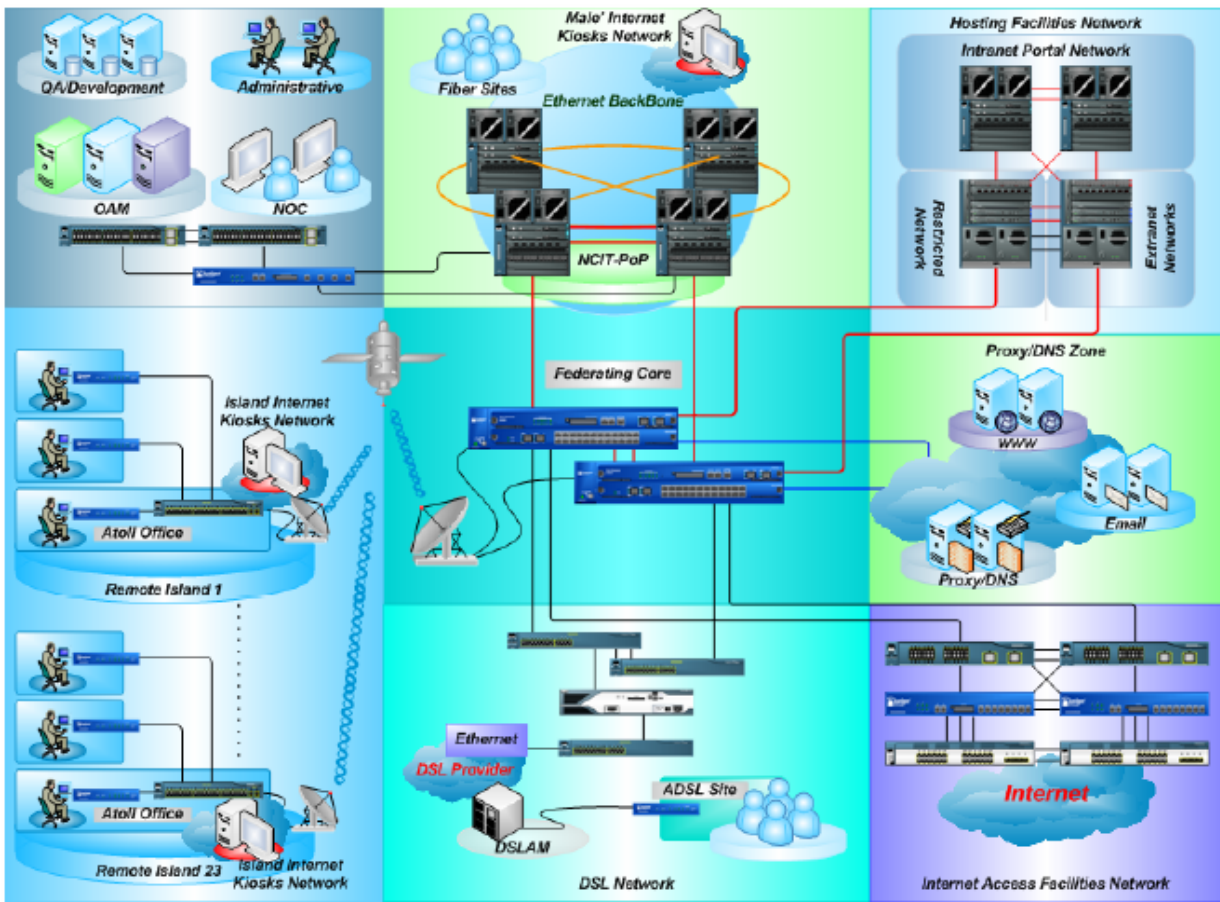 QA/Development
Administrative
OAM
NOC
Fiber Sites
Male' Internet
Kiosks Network
Ethernet BackBone
NCIT-PoP
Hosting Facilities Network
Intranet Portal Network
Restricted
Network
Extranet
Networks
Island Internet
Kiosks Network
Atoll Office
Remote Island 1
Atoll Office
Remote Island 23
Island Internet
Kiosks Network
Federating Core
Proxy/DNS Zone
WWW
Email
Proxy/DNS
Ethernet
DSL Provider
DSLAM
ADSL Site
DSL Network
Internet
Internet Access Facilities Network